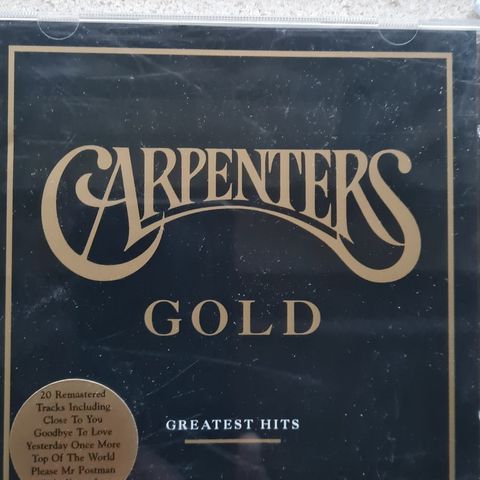 CARPENTERS
GOLD
GREATEST HITS
20 Remastered
Tracks Including
Close To You
Goodbye To Love
Yesterday Once More
Top Of The World
Please Mr Postman